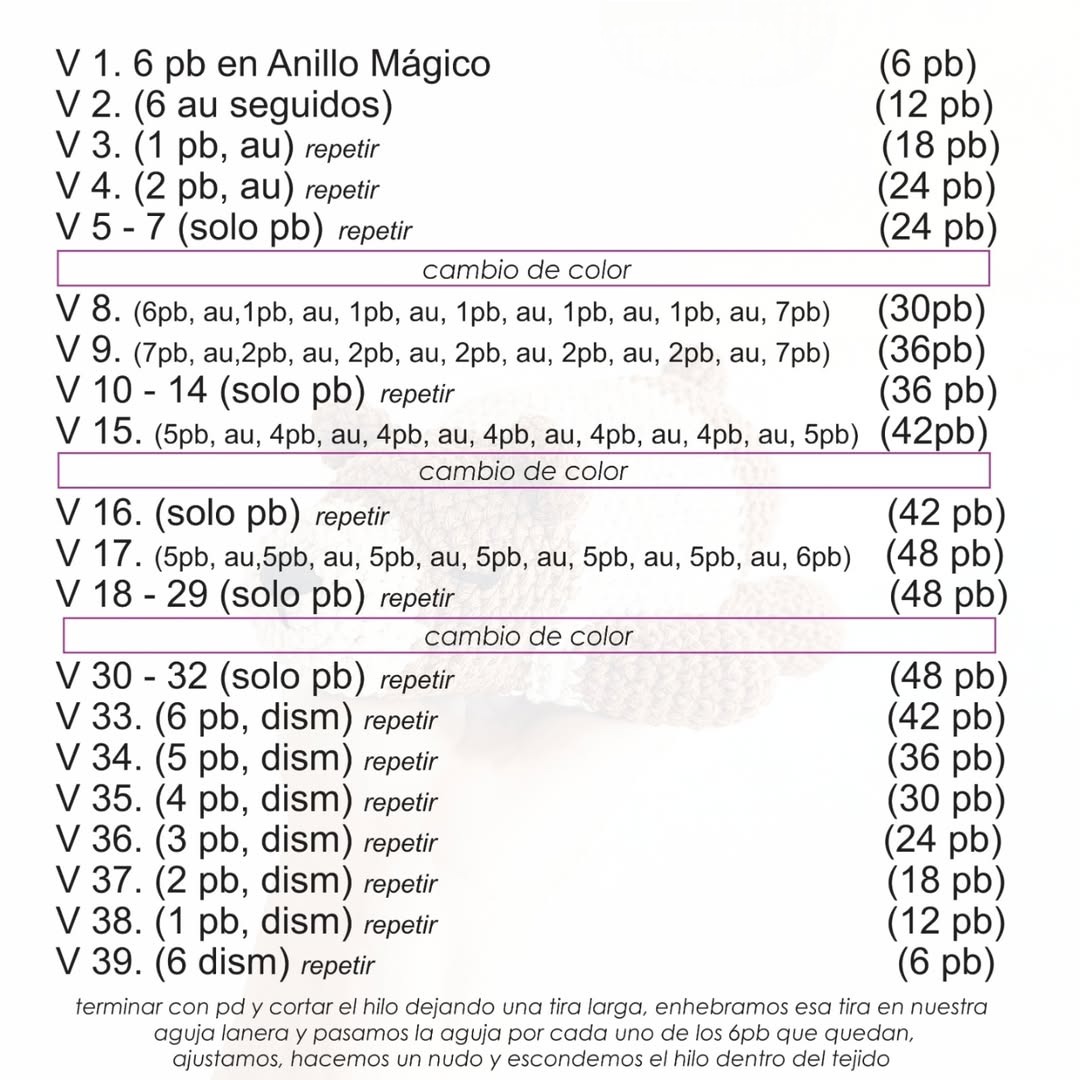 V 1. 6 pb en Anillo Mágico (6 pb)
V 2. (6 au seguidos) (12 pb)
V 3. (1 pb, au) repetir (18 pb)
V 4. (2 pb, au) repetir (24 pb)
V 5 - 7 (solo pb) repetir (24 pb)
cambio de color
V 8. (6pb, au,1pb, au, 1pb, au, 1pb, au, 1pb, au, 1pb, au, 7pb) (30pb)
V 9. (7pb, au,2pb, au, 2pb, au, 2pb, au, 2pb, au, 2pb, au, 7pb) (36pb)
V 10 - 14 (solo pb) repetir (36 pb)
V 15. (5pb, au, 4pb, au, 4pb, au, 4pb, au, 4pb, au, 4pb, au, 5pb) (42pb)
cambio de color
V 16. (solo pb) repetir (42 pb)
V 17. (5pb, au,5pb, au, 5pb, au, 5pb, au, 5pb, au, 5pb, au, 6pb) (48 pb)
V 18 - 29 (solo pb) repetir (48 pb)
cambio de color
V 30 - 32 (solo pb) repetir (48 pb)
V 33. (6 pb, dism) repetir (42 pb)
V 34. (5 pb, dism) repetir (36 pb)
V 35. (4 pb, dism) repetir (30 pb)
V 36. (3 pb, dism) repetir (24 pb)
V 37. (2 pb, dism) repetir (18 pb)
V 38. (1 pb, dism) repetir (12 pb)
V 39. (6 dism) repetir (6 pb)
terminar con pd y cortar el hilo dejando una tira larga, enhebramos esa tira en nuestra
aguja lanera y pasamos la aguja por cada uno de los 6pb que quedan,
ajustamos, hacemos un nudo y escondemos el hilo dentro del tejido